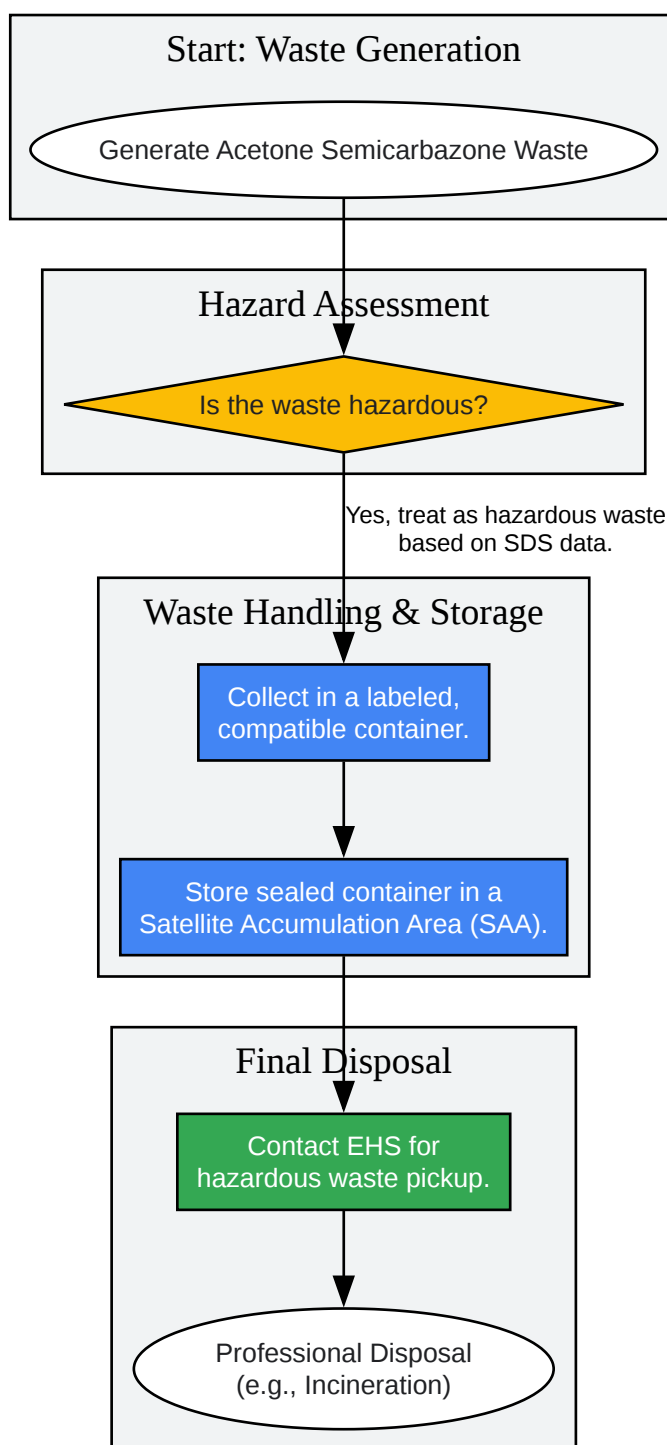 Start: Waste Generation
Generate Acetone Semicarbazone Waste
Hazard Assessment
Is the waste hazardous?
Yes, treat as hazardous waste
based on SDS data.
Waste Handling & Storage
Collect in a labeled,
compatible container.
Store sealed container in a
Satellite Accumulation Area (SAA).
Final Disposal
Contact EHS for
hazardous waste pickup.
Professional Disposal
(e.g., Incineration)